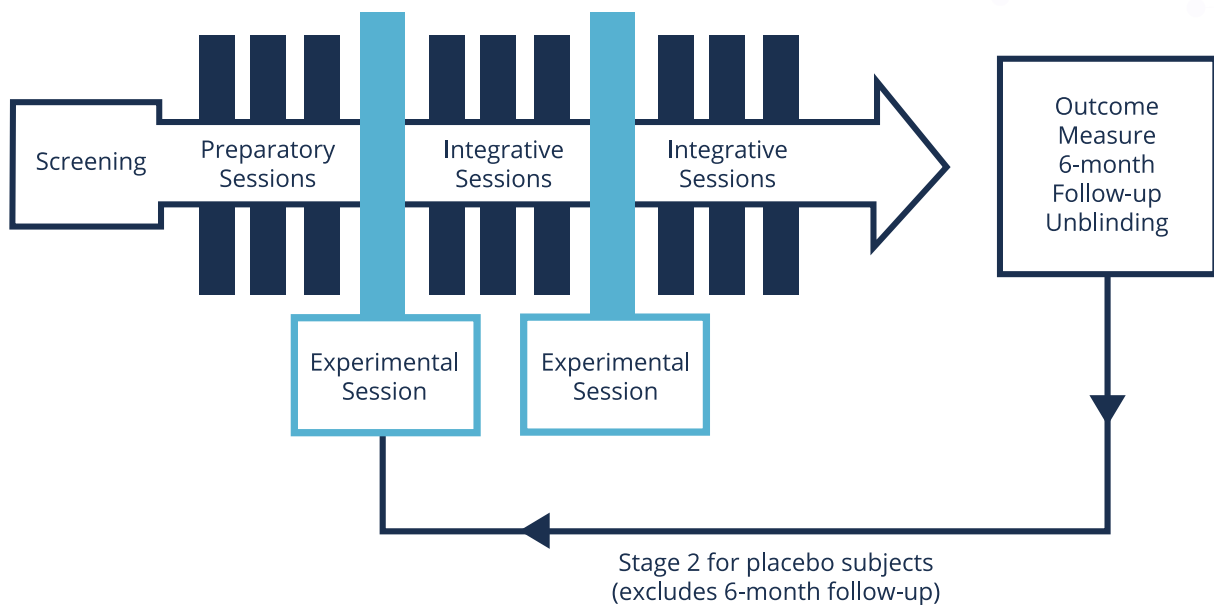 Screening
Preparatory
Sessions
Integrative
Sessions
Integrative
Sessions
Outcome
Measure
6-month
Follow-up
Unblinding
Experimental
Session
Experimental
Session
Stage 2 for placebo subjects
(excludes 6-month follow-up)